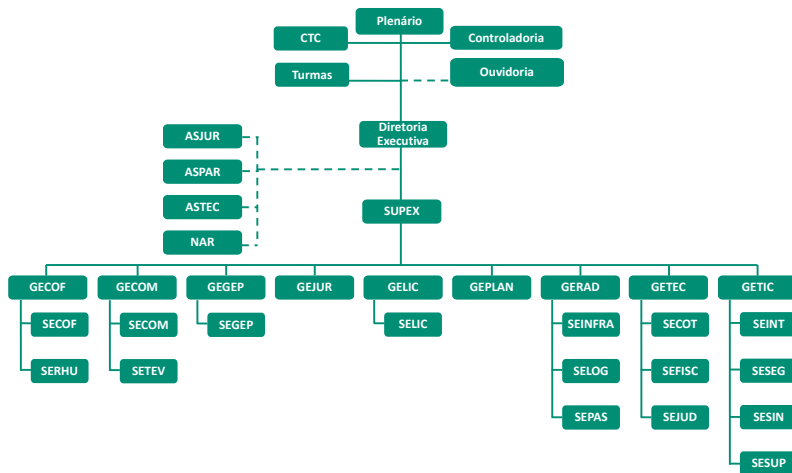 Plenário
CTC
Controladoria
Turmas
Ouvidoria
Diretoria
Executiva
ASJUR
ASPAR
ASTEC
NAR
SUPEX
GECOF
GECOM
GEGEP
GEJUR
GELIC
GEPLAN
GERAD
GETEC
GETIC
SECOF
SECOM
SEGEP
SELIC
SEINFRA
SECOT
SEINT
SERHU
SETEV
SELOG
SEFISC
SESEG
SEPAS
SEJUD
SESIN
SESUP